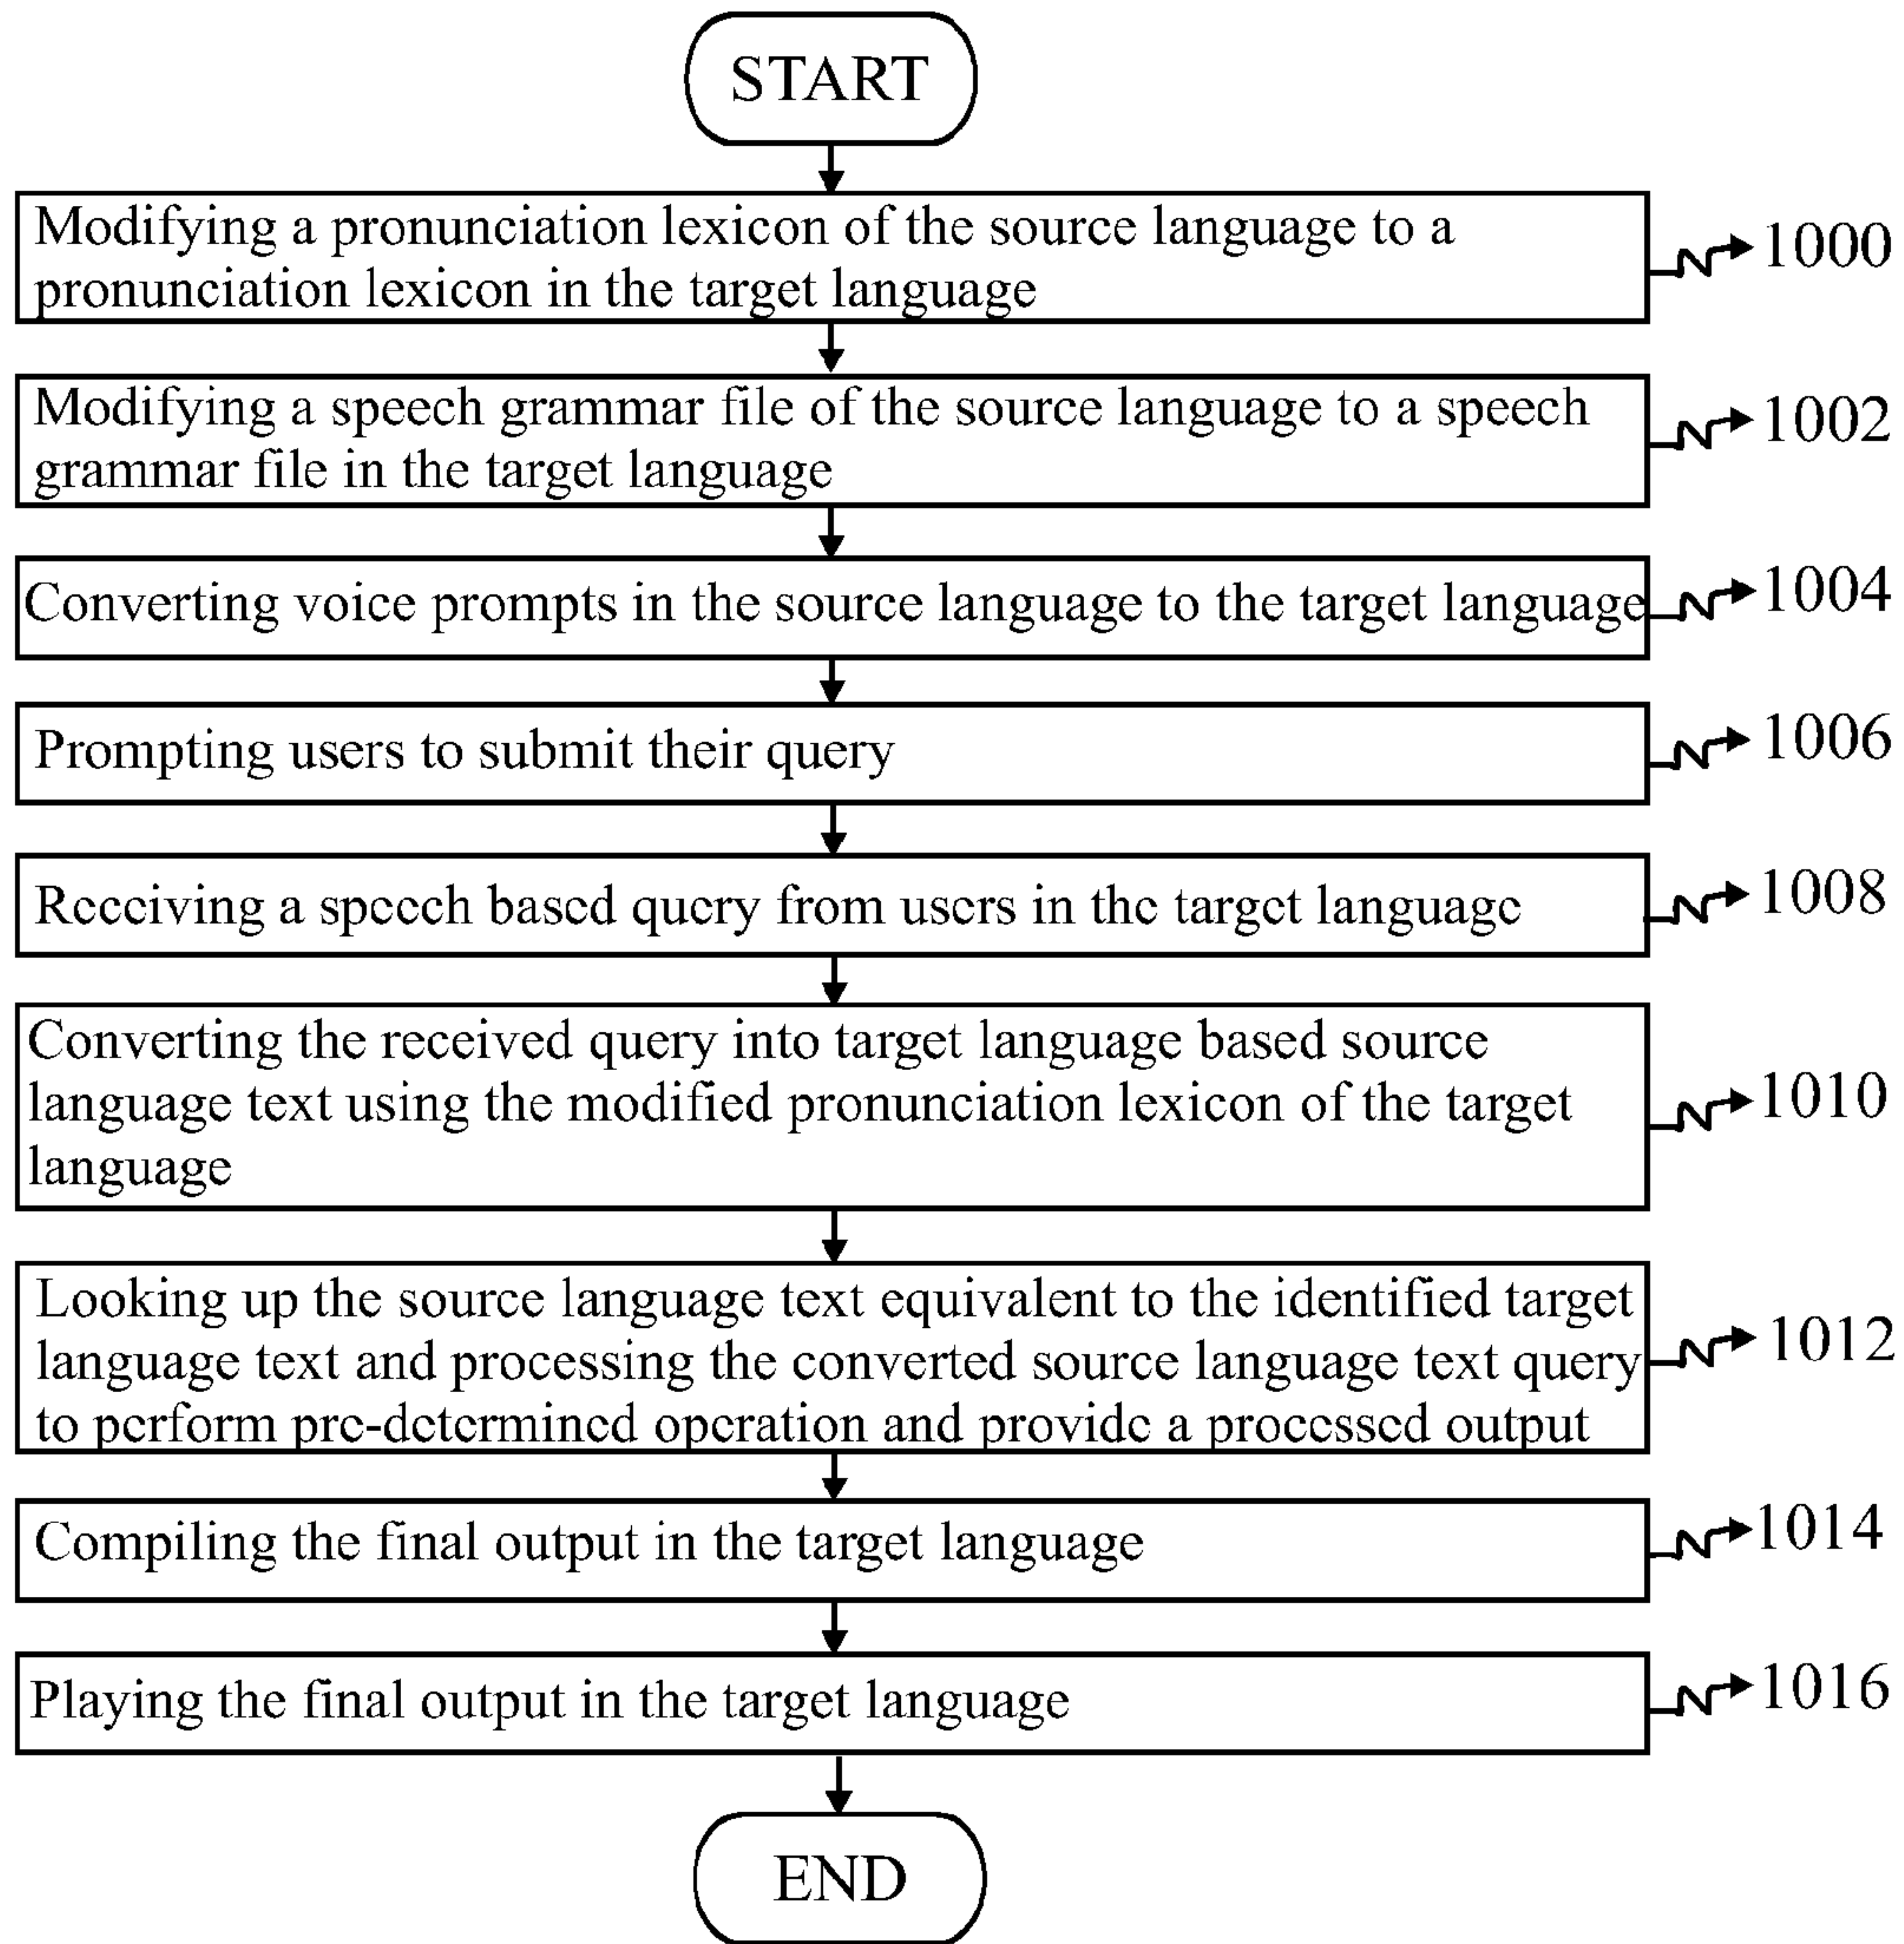 START
Modifying a pronunciation lexicon of the source language to a
pronunciation lexicon in the target language
1000
Modifying a speech grammar file of the source language to a speech
grammar file in the target language
1002
Converting voice prompts in the source language to the target language
1004
Prompting users to submit their query
1006
Receiving a speech based query from users in the target language
1008
Converting the received query into target language based source
language text using the modified pronunciation lexicon of the target
language
1010
Looking up the source language text equivalent to the identified target
language text and processing the converted source language text query
to perform pre-determined operation and provide a processed output
1012
Compiling the final output in the target language
1014
Playing the final output in the target language
1016
END